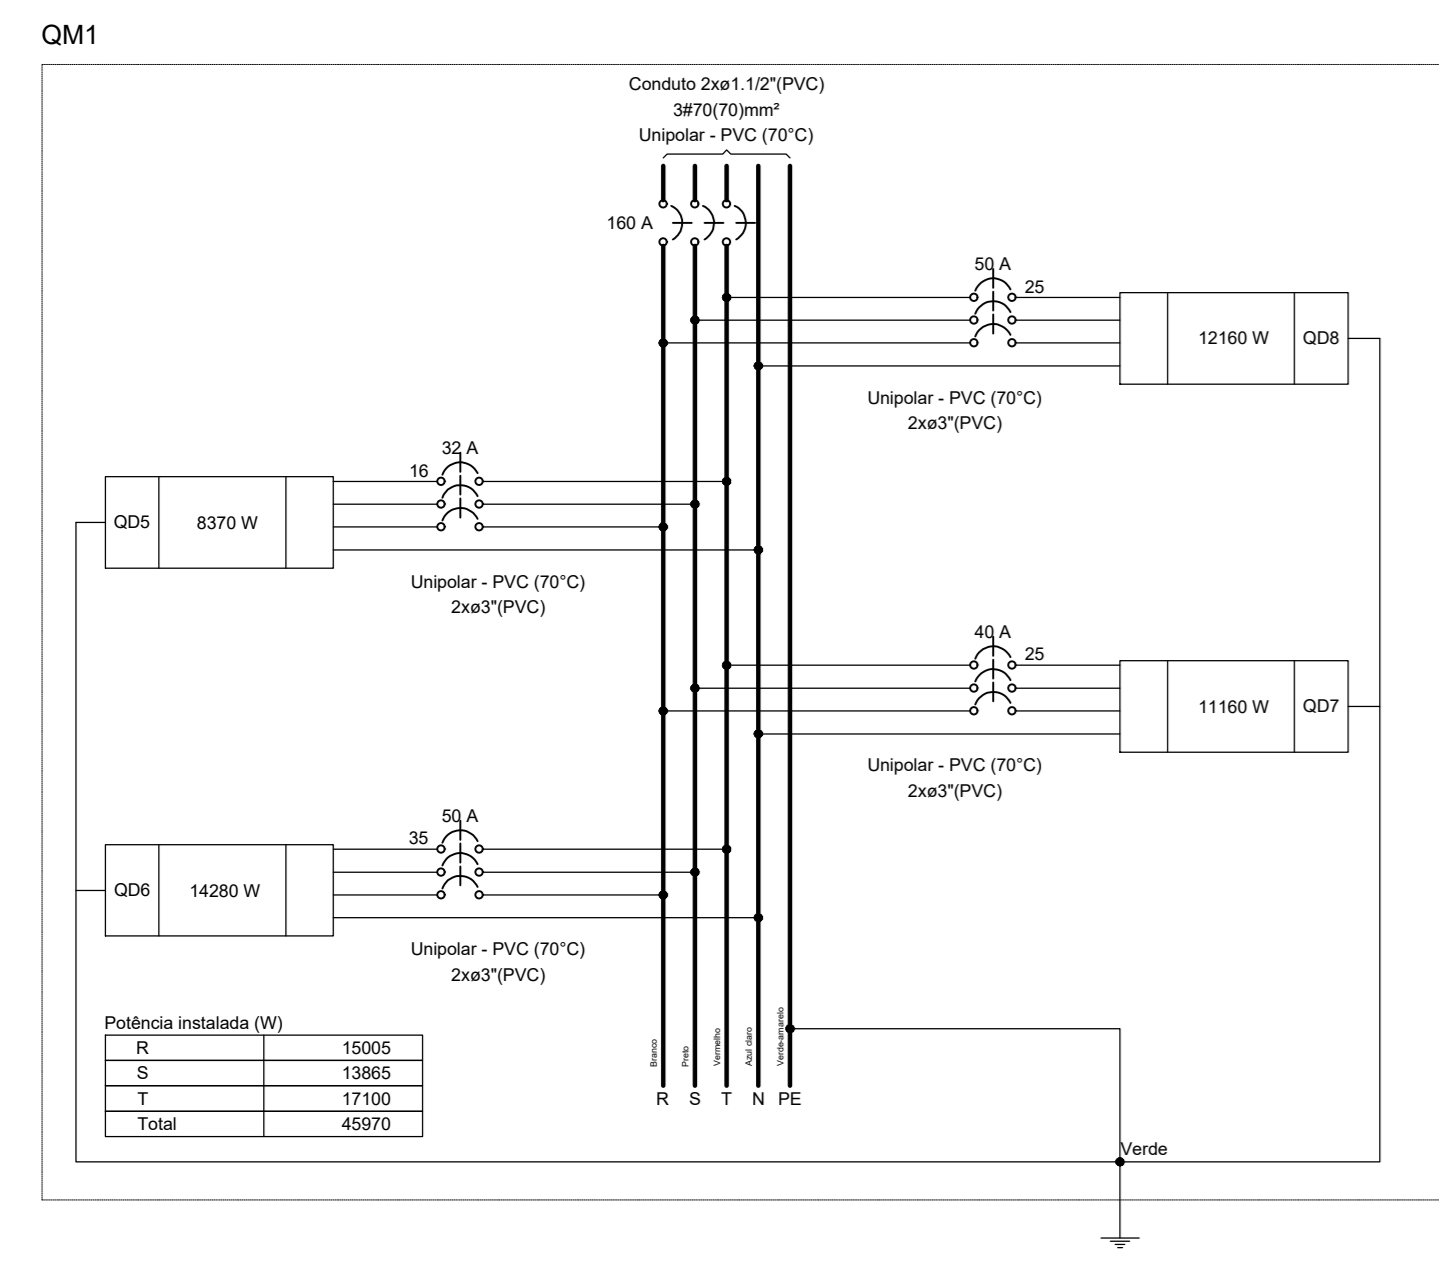 QM1
Conduto 2xø1.1/2"(PVC)
3#70(70)mm²
Unipolar - PVC (70°C)
160 A
50 A
25
12160 W
QD8
Unipolar - PVC (70°C)
2xø3"(PVC)
32 A
16
QD5
8370 W
Unipolar - PVC (70°C)
2xø3"(PVC)
40 A
25
11160 W
QD7
Unipolar - PVC (70°C)
2xø3"(PVC)
50 A
35
QD6
14280 W
Unipolar - PVC (70°C)
2xø3"(PVC)
Potência instalada (W)
R 15005
S 13865
T 17100
Total 45970
Branco
Preto
Vermelho
Azul claro
Verde-amarelo
R S T N PE
Verde